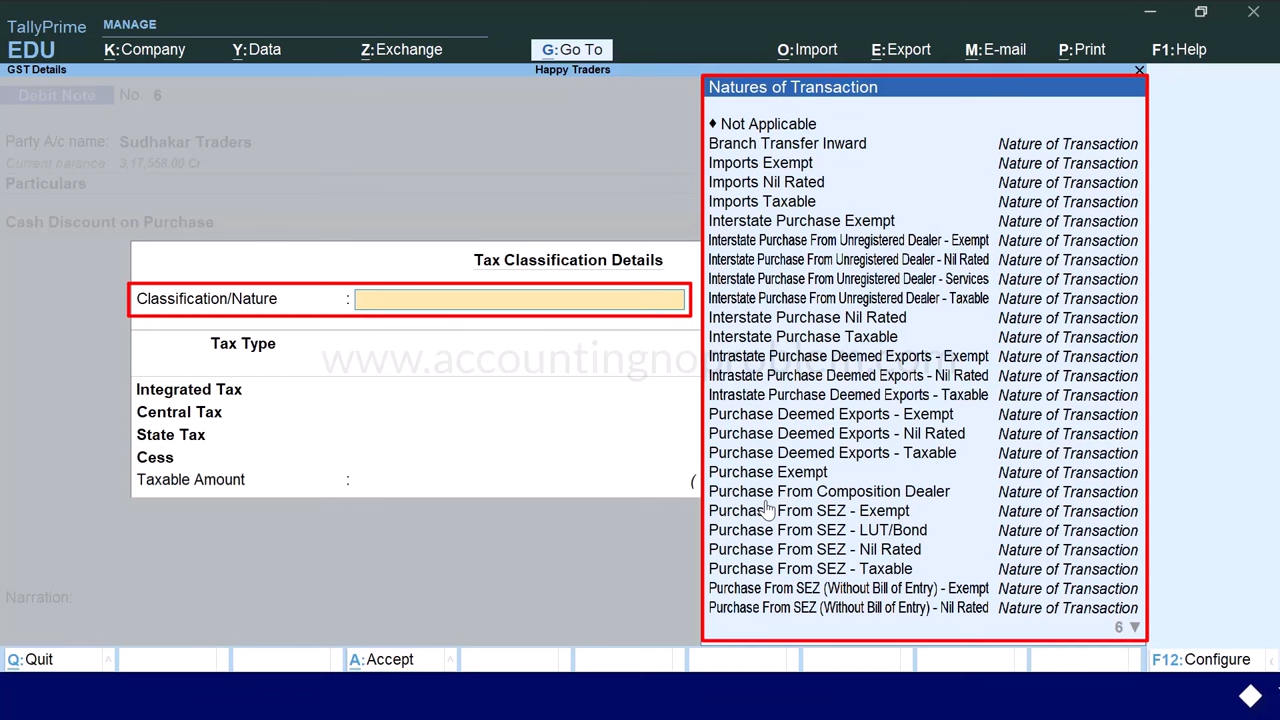 TallyPrime
MANAGE
EDU
K:Company
Y:Data
Z:Exchange
G:Go To
O:Import
E:Export
M:E-mail
P:Print
F1:Help
GST Details
Happy Traders
Debit Note No. 6
Party A/c name: Sudhakar Traders
Current balance: 3,17,558.00 Cr
Particulars
Cash Discount on Purchase
Tax Classification Details
Classification/Nature :
Tax Type
Integrated Tax
Central Tax
State Tax
Cess
Taxable Amount : (
Narration:
Natures of Transaction
♦ Not Applicable
Branch Transfer Inward Nature of Transaction
Imports Exempt Nature of Transaction
Imports Nil Rated Nature of Transaction
Imports Taxable Nature of Transaction
Interstate Purchase Exempt Nature of Transaction
Interstate Purchase From Unregistered Dealer - Exempt Nature of Transaction
Interstate Purchase From Unregistered Dealer - Nil Rated Nature of Transaction
Interstate Purchase From Unregistered Dealer - Services Nature of Transaction
Interstate Purchase From Unregistered Dealer - Taxable Nature of Transaction
Interstate Purchase Nil Rated Nature of Transaction
Interstate Purchase Taxable Nature of Transaction
Intrastate Purchase Deemed Exports - Exempt Nature of Transaction
Intrastate Purchase Deemed Exports - Nil Rated Nature of Transaction
Intrastate Purchase Deemed Exports - Taxable Nature of Transaction
Purchase Deemed Exports - Exempt Nature of Transaction
Purchase Deemed Exports - Nil Rated Nature of Transaction
Purchase Deemed Exports - Taxable Nature of Transaction
Purchase Exempt Nature of Transaction
Purchase From Composition Dealer Nature of Transaction
Purchase From SEZ - Exempt Nature of Transaction
Purchase From SEZ - LUT/Bond Nature of Transaction
Purchase From SEZ - Nil Rated Nature of Transaction
Purchase From SEZ - Taxable Nature of Transaction
Purchase From SEZ (Without Bill of Entry) - Exempt Nature of Transaction
Purchase From SEZ (Without Bill of Entry) - Nil Rated Nature of Transaction
6 ▼
Q:Quit
A:Accept
F12:Configure